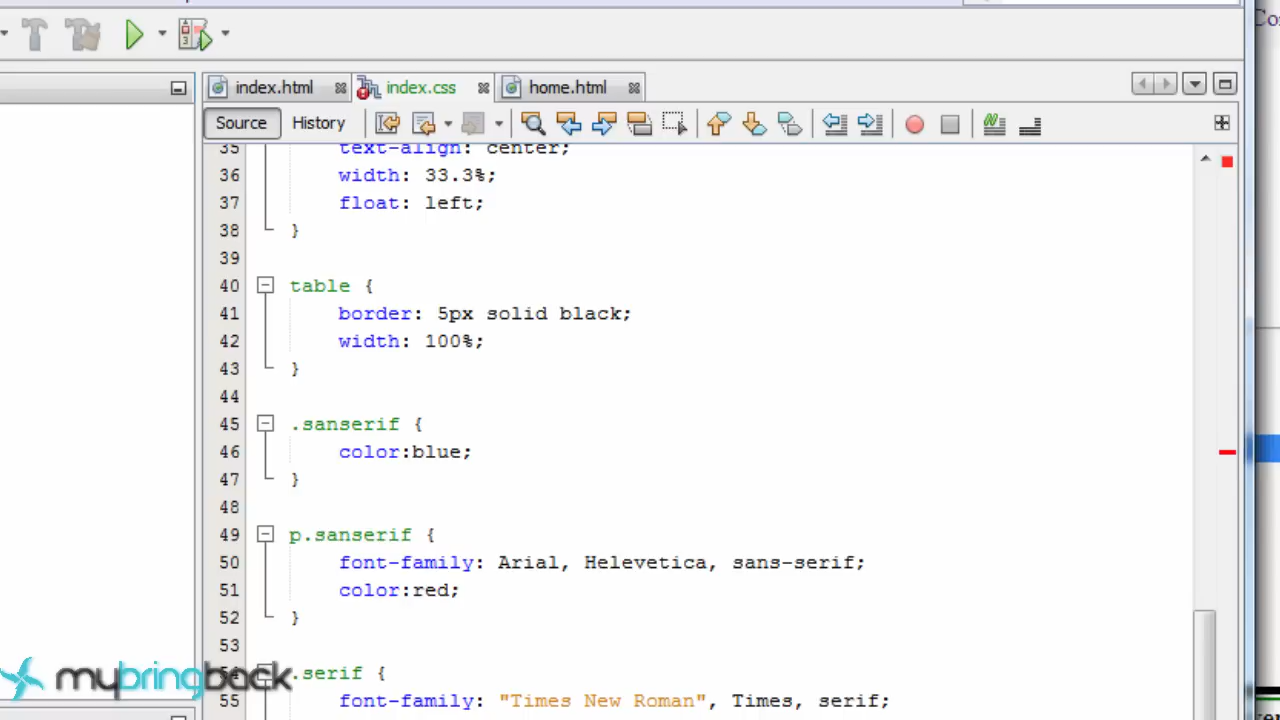 Co
index.html index.css home.html
Source History
35 text-align: center;
36 width: 33.3%;
37 float: left;
38 }
39
40 table {
41 border: 5px solid black;
42 width: 100%;
43 }
44
45 .sanserif {
46 color:blue;
47 }
48
49 p.sanserif {
50 font-family: Arial, Helevetica, sans-serif;
51 color:red;
52 }
53
54 .serif {
55 font-family: "Times New Roman", Times, serif;
mybringback